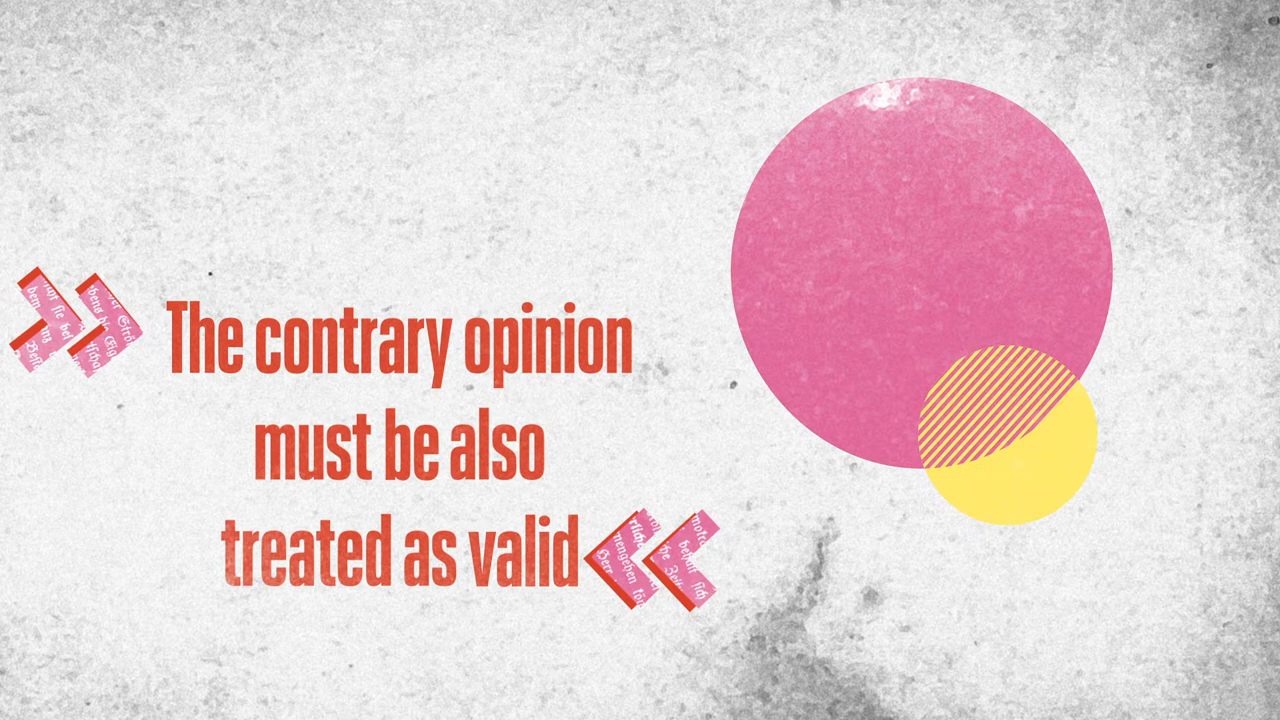 The contrary opinion
must be also
treated as valid